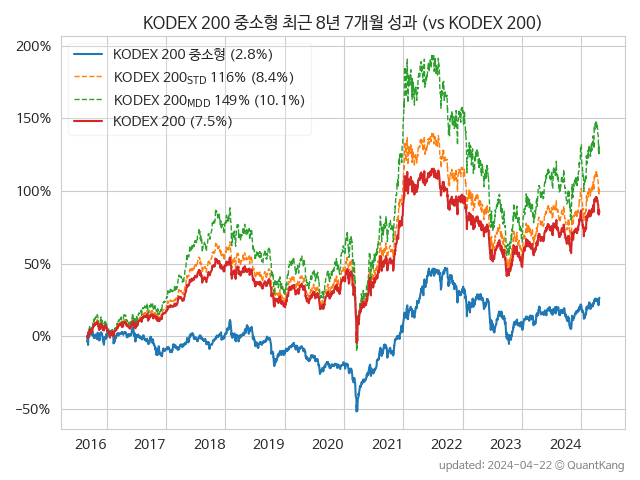 KODEX 200 중소형 최근 8년 7개월 성과 (vs KODEX 200)
200%
150%
100%
50%
0%
−50%
KODEX 200 중소형 (2.8%)
KODEX 200STD 116% (8.4%)
KODEX 200MDD 149% (10.1%)
KODEX 200 (7.5%)
2016 2017 2018 2019 2020 2021 2022 2023 2024
updated: 2024-04-22 © QuantKang